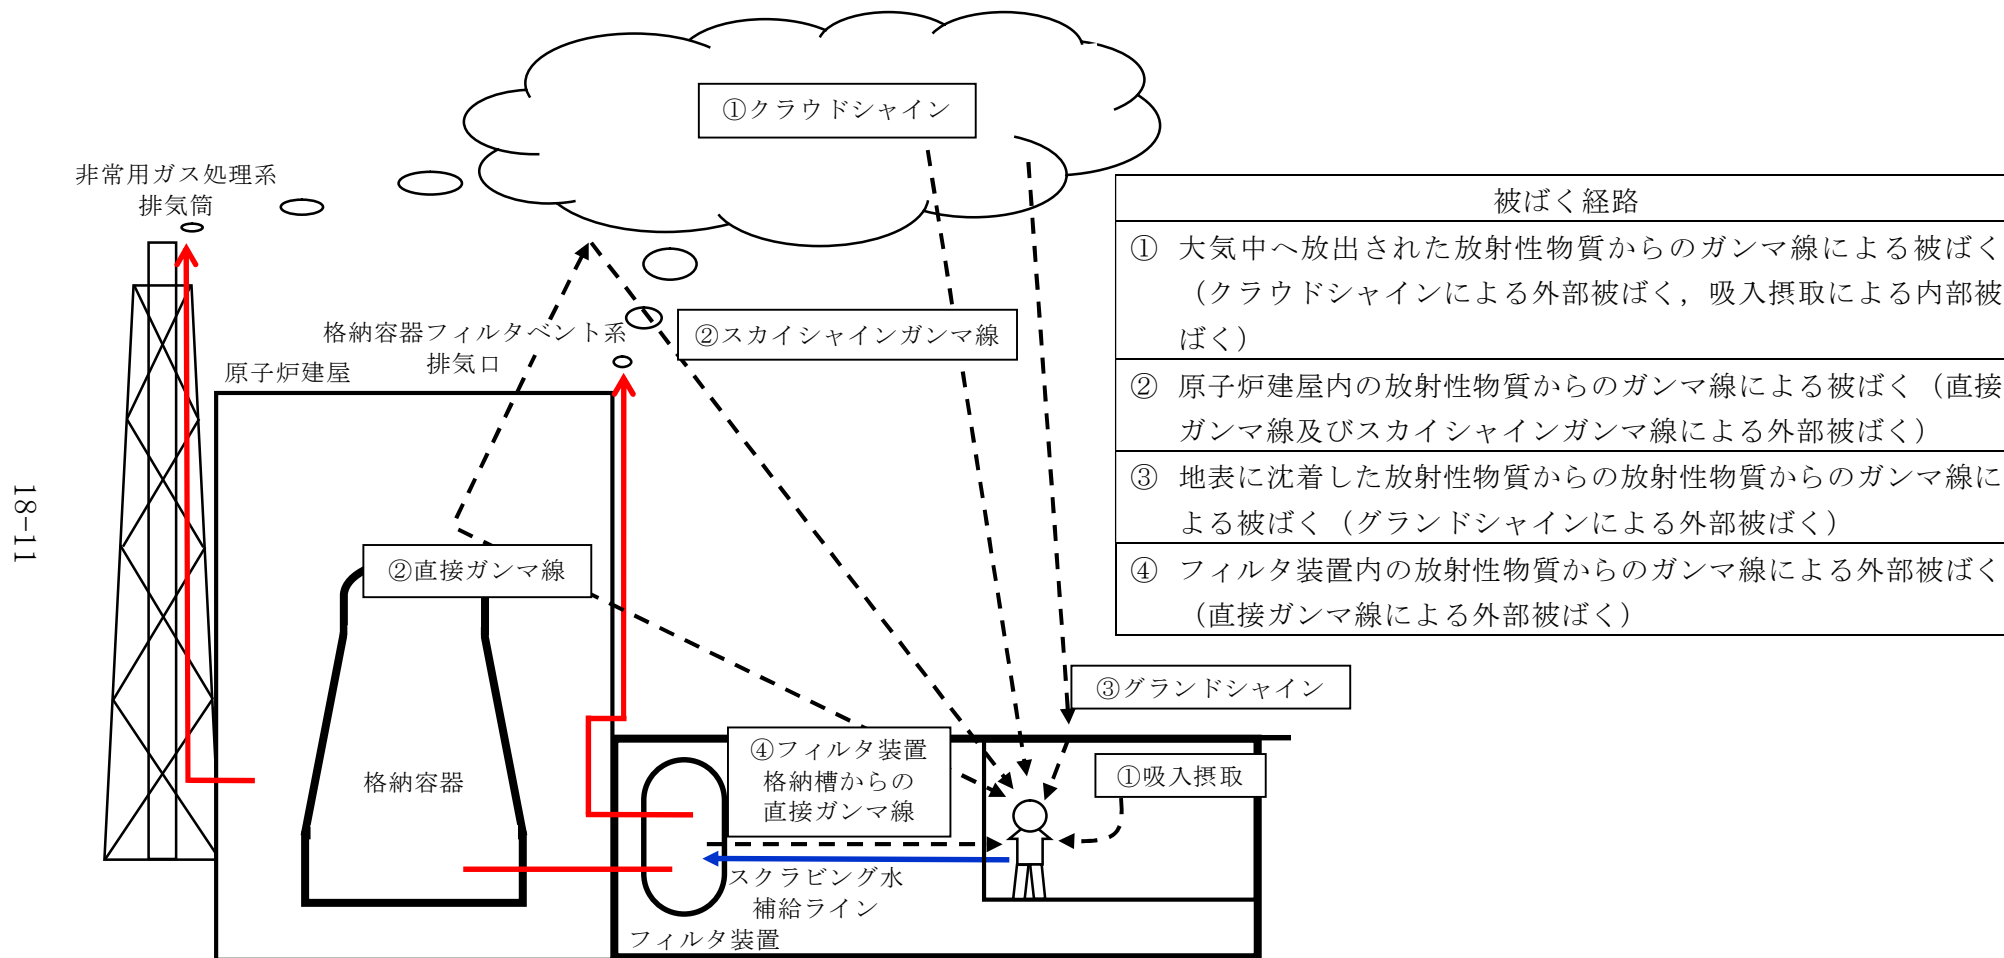 ①クラウドシャイン
非常用ガス処理系
排気筒
格納容器フィルタベント系
排気口
②スカイシャインガンマ線
原子炉建屋
②直接ガンマ線
③グランドシャイン
④フィルタ装置
格納槽からの
直接ガンマ線
①吸入摂取
格納容器
スクラビング水
補給ライン
フィルタ装置
被ばく経路
① 大気中へ放出された放射性物質からのガンマ線による被ばく
（クラウドシャインによる外部被ばく，吸入摂取による内部被
ばく）
② 原子炉建屋内の放射性物質からのガンマ線による被ばく（直接
ガンマ線及びスカイシャインガンマ線による外部被ばく）
③ 地表に沈着した放射性物質からの放射性物質からのガンマ線に
よる被ばく（グランドシャインによる外部被ばく）
④ フィルタ装置内の放射性物質からのガンマ線による外部被ばく
（直接ガンマ線による外部被ばく）
18-11